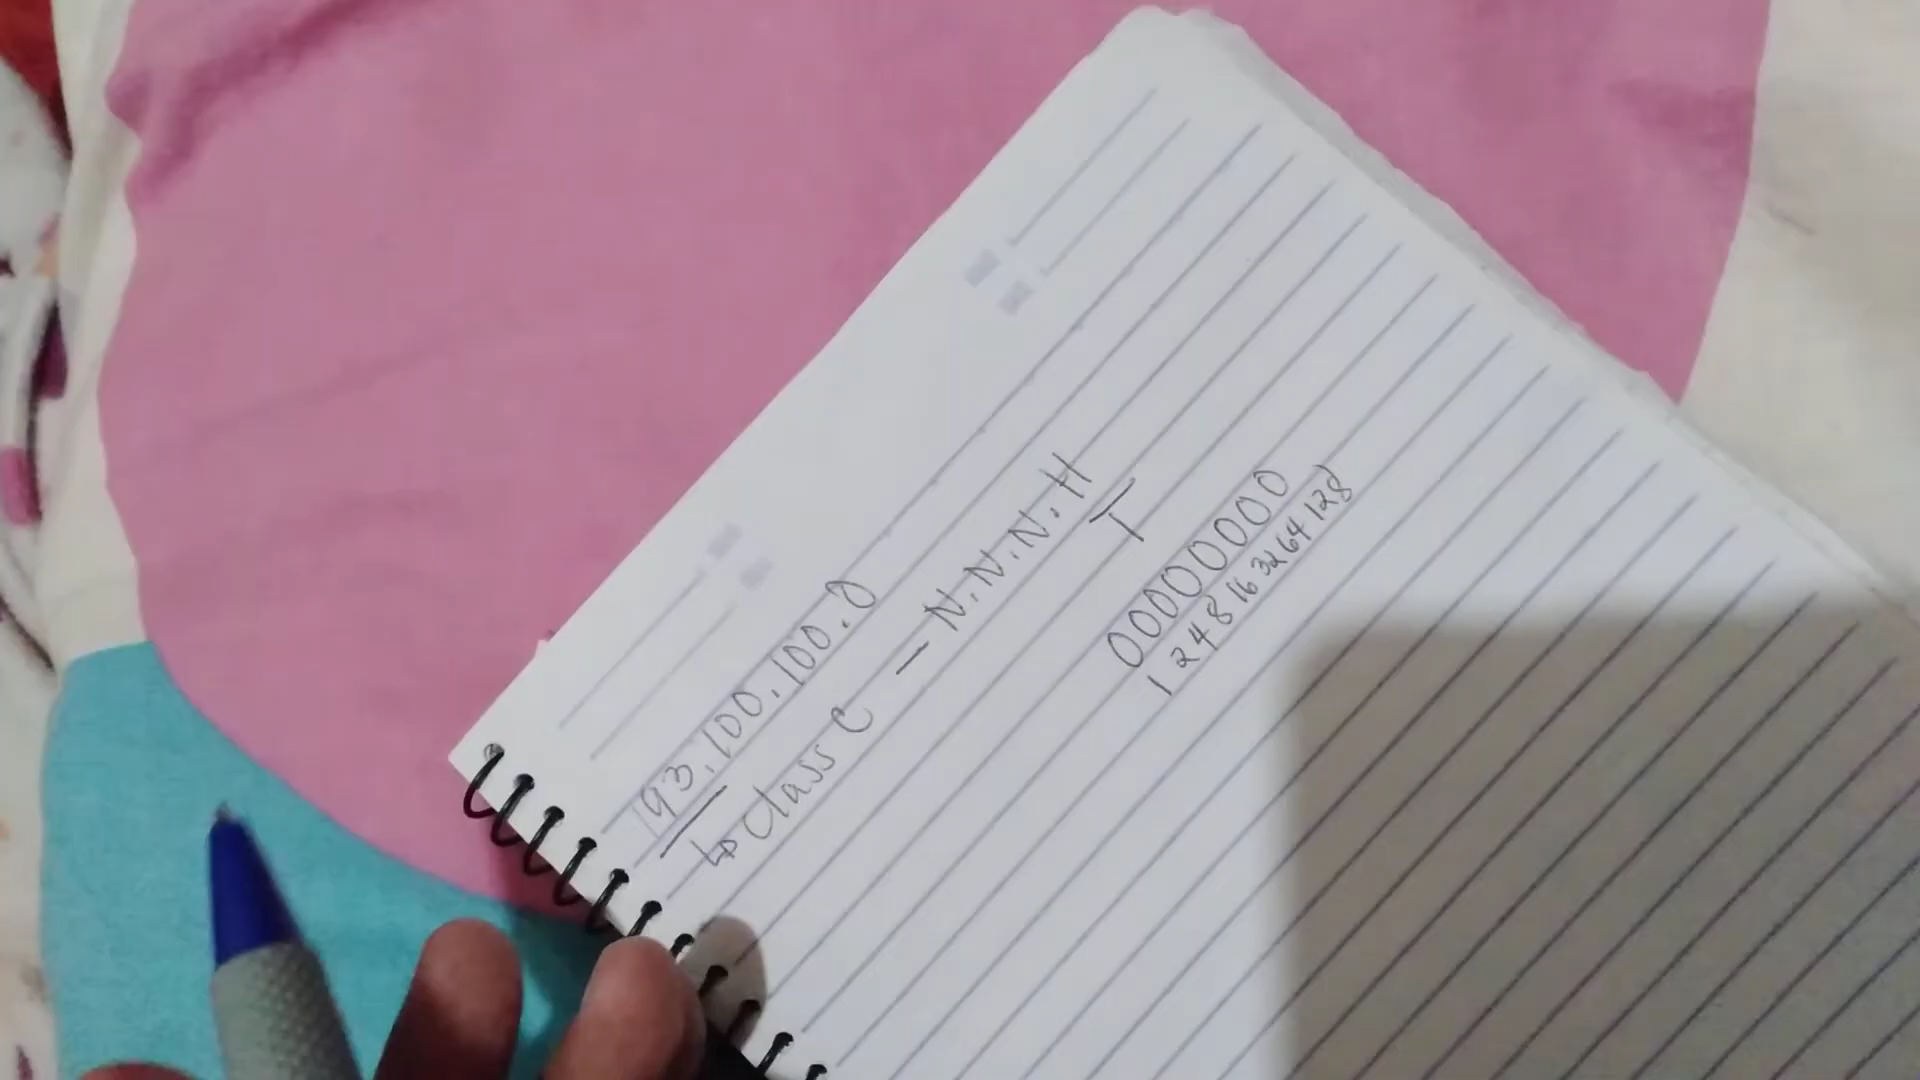 193.100.100.0
↳ Class C — N.N.N.H
00000000
1 2 4 8 16 32 64 128